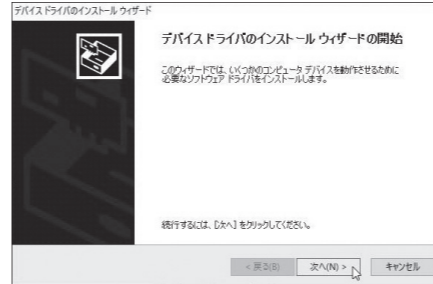 デバイス ドライバのインストール ウィザード
デバイス ドライバのインストール ウィザードの開始
このウィザードでは、いくつかのコンピュータ デバイスを動作させるために
必要なソフトウェア ドライバをインストールします。
続行するには、[次へ] をクリックしてください。
< 戻る(B)
次へ(N) >
キャンセル